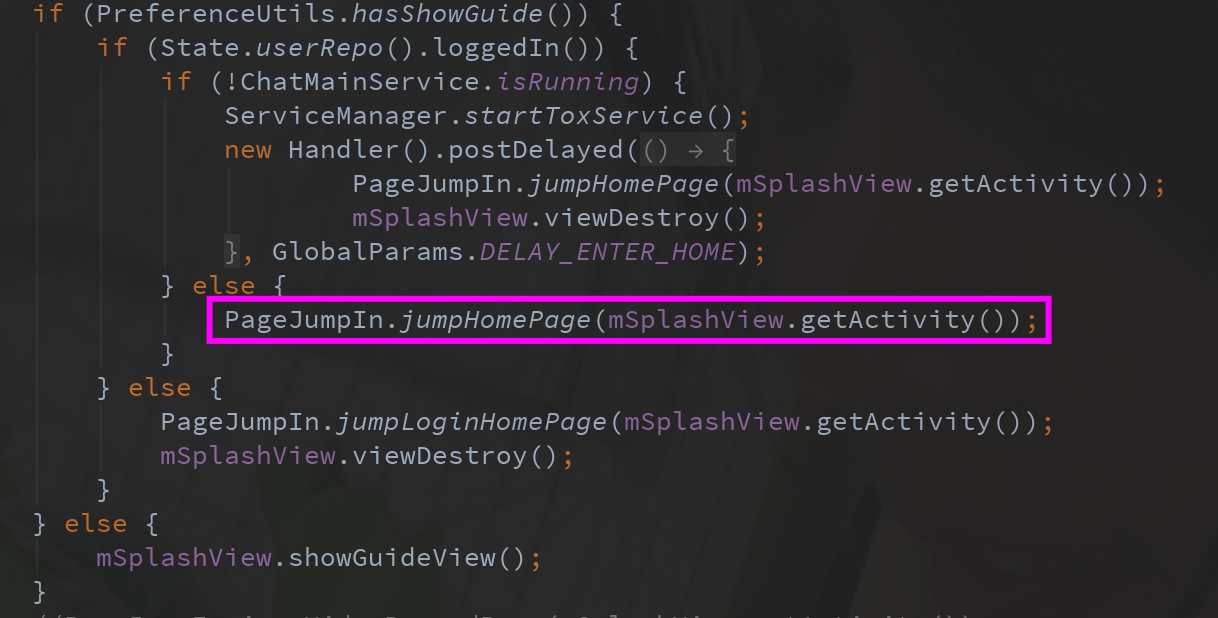 if (PreferenceUtils.hasShowGuide()) {
if (State.userRepo().loggedIn()) {
if (!ChatMainService.isRunning) {
ServiceManager.startToxService();
new Handler().postDelayed(() → {
PageJumpIn.jumpHomePage(mSplashView.getActivity());
mSplashView.viewDestroy();
}, GlobalParams.DELAY_ENTER_HOME);
} else {
PageJumpIn.jumpHomePage(mSplashView.getActivity());
}
} else {
PageJumpIn.jumpLoginHomePage(mSplashView.getActivity());
mSplashView.viewDestroy();
}
} else {
mSplashView.showGuideView();
}